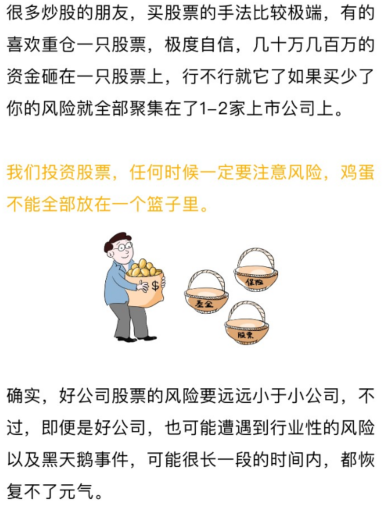 很多炒股的朋友，买股票的手法比较极端，有的
喜欢重仓一只股票，极度自信，几十万几百万的
资金砸在一只股票上，行不行就它了如果买少了
你的风险就全部聚集在了1-2家上市公司上。
我们投资股票，任何时候一定要注意风险，鸡蛋
不能全部放在一个篮子里。
$
保险
基金
股票
确实，好公司股票的风险要远远小于小公司，不
过，即便是好公司，也可能遭遇到行业性的风险
以及黑天鹅事件，可能很长一段的时间内，都恢
复不了元气。